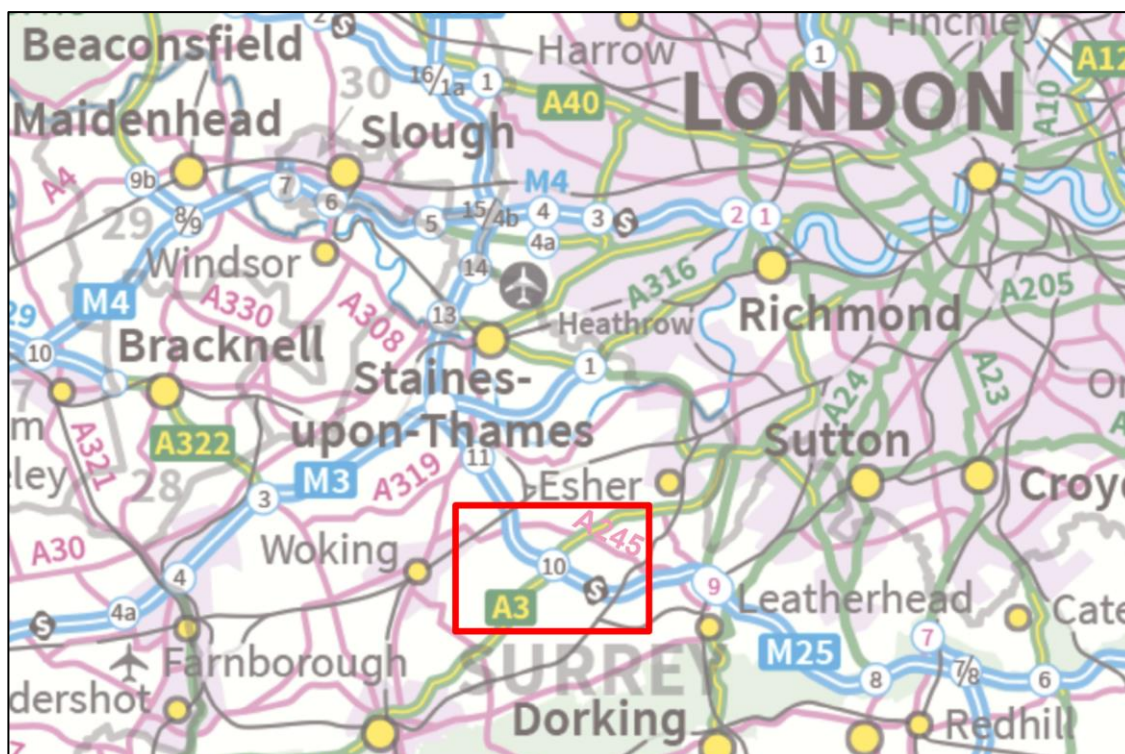 2 S
Finchley
Beaconsfield
Harrow
1
A12
30
16/1a
1
A40
LONDON
A10
Maidenhead
Slough
A4
9b
7
M4
8/9
6
5
15/4b
4
3
S
2
1
29
4a
Windsor
14
A316
A205
M4
A330
A308
13
Heathrow
Richmond
29
10
Bracknell
1
A24
A23
7
Staines-
upon-Thames
Sutton
A322
A321
eley
28
M3
A319
11
Esher
Croy
3
A30
Woking
A245
10
4
S
9
Leatherhead
4a
S
A3
Cate
7
Farnborough
SURREY
M25
7/8
8
6
dershot
Dorking
Redhill